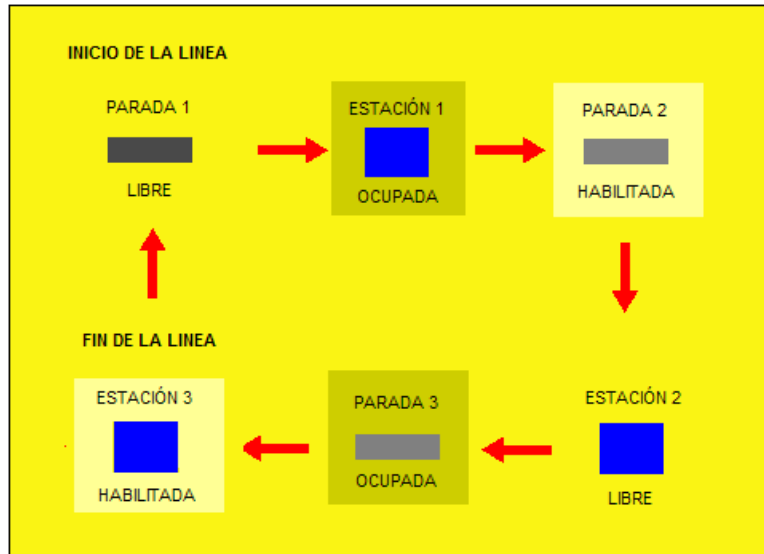 INICIO DE LA LINEA
PARADA 1
LIBRE
ESTACIÓN 1
OCUPADA
PARADA 2
HABILITADA
FIN DE LA LINEA
ESTACIÓN 3
HABILITADA
PARADA 3
OCUPADA
ESTACIÓN 2
LIBRE